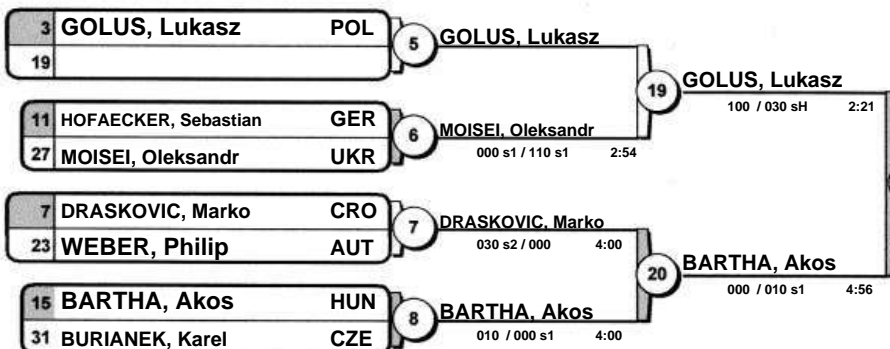 3 GOLUS, Lukasz POL
19
5
GOLUS, Lukasz
11 HOFAECKER, Sebastian GER
27 MOISEI, Oleksandr UKR
6
MOISEI, Oleksandr
000 s1 / 110 s1 2:54
19
GOLUS, Lukasz
100 / 030 sH 2:21
7 DRASKOVIC, Marko CRO
23 WEBER, Philip AUT
7
DRASKOVIC, Marko
030 s2 / 000 4:00
15 BARTHA, Akos HUN
31 BURIANEK, Karel CZE
8
BARTHA, Akos
010 / 000 s1 4:00
20
BARTHA, Akos
000 / 010 s1 4:56